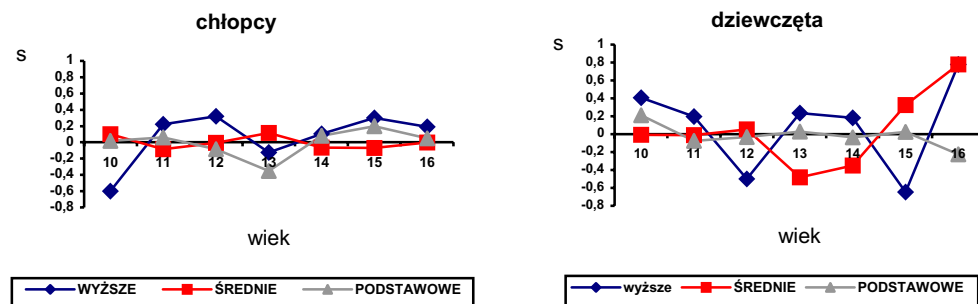 chłopcy
s
1
0,8
0,6
0,4
0,2
0
-0,2
-0,4
-0,6
-0,8
10 11 12 13 14 15 16
wiek
WYŻSZE ŚREDNIE PODSTAWOWE
dziewczęta
s
1
0,8
0,6
0,4
0,2
0
-0,2
-0,4
-0,6
-0,8
10 11 12 13 14 15 16
wiek
wyższe ŚREDNIE PODSTAWOWE